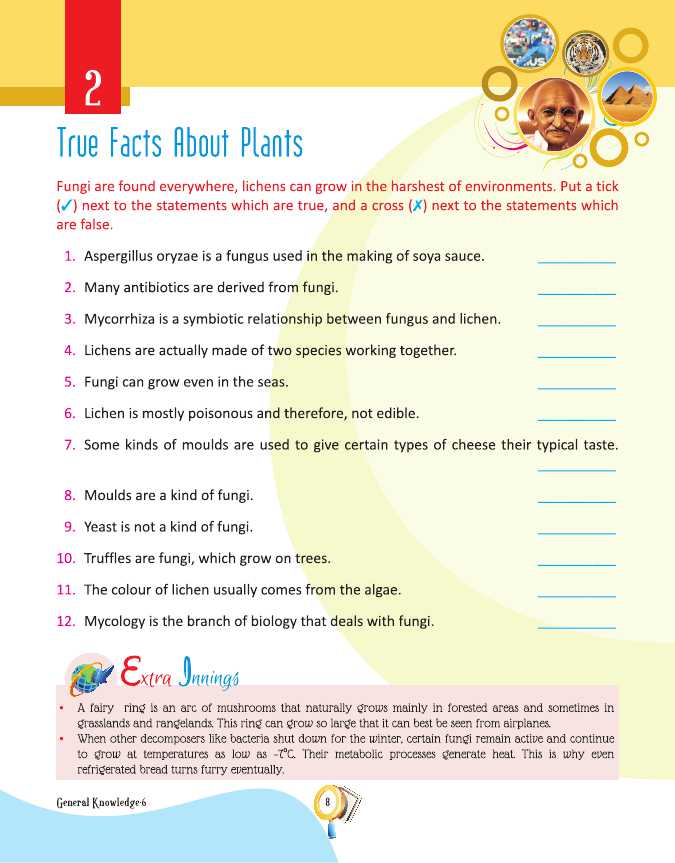 2
True Facts About Plants
Fungi are found everywhere, lichens can grow in the harshest of environments. Put a tick
(✓) next to the statements which are true, and a cross (✗) next to the statements which
are false.
1. Aspergillus oryzae is a fungus used in the making of soya sauce. __________
2. Many antibiotics are derived from fungi. __________
3. Mycorrhiza is a symbiotic relationship between fungus and lichen. __________
4. Lichens are actually made of two species working together. __________
5. Fungi can grow even in the seas. __________
6. Lichen is mostly poisonous and therefore, not edible. __________
7. Some kinds of moulds are used to give certain types of cheese their typical taste.
__________
8. Moulds are a kind of fungi. __________
9. Yeast is not a kind of fungi. __________
10. Truffles are fungi, which grow on trees. __________
11. The colour of lichen usually comes from the algae. __________
12. Mycology is the branch of biology that deals with fungi. __________
Extra Innings
• A fairy ring is an arc of mushrooms that naturally grows mainly in forested areas and sometimes in
grasslands and rangelands. This ring can grow so large that it can best be seen from airplanes.
• When other decomposers like bacteria shut down for the winter, certain fungi remain active and continue
to grow at temperatures as low as -7°C. Their metabolic processes generate heat. This is why even
refrigerated bread turns furry eventually.
General Knowledge-6
8